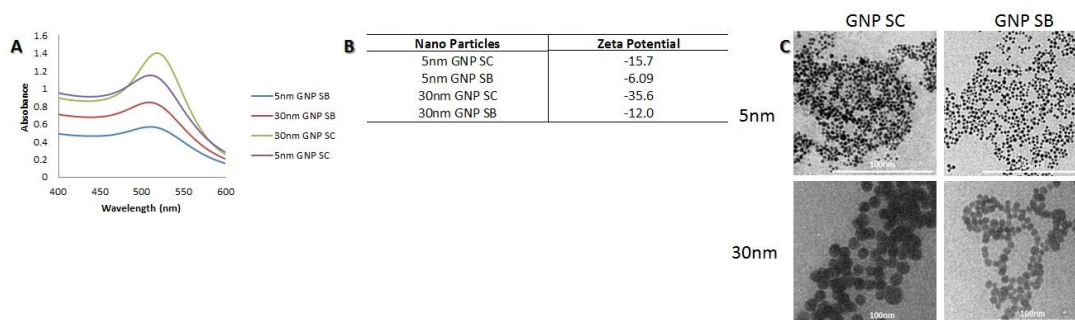 A
1.6
1.4
1.2
1
0.8
0.6
0.4
0.2
0
Absobance
400 450 500 550 600
Wavelength (nm)
5nm GNP SB
30nm GNP SB
30nm GNP SC
5nm GNP SC
B
Nano Particles Zeta Potential
5nm GNP SC -15.7
5nm GNP SB -6.09
30nm GNP SC -35.6
30nm GNP SB -12.0
C
GNP SC GNP SB
5nm
100nm
30nm
100nm 100nm